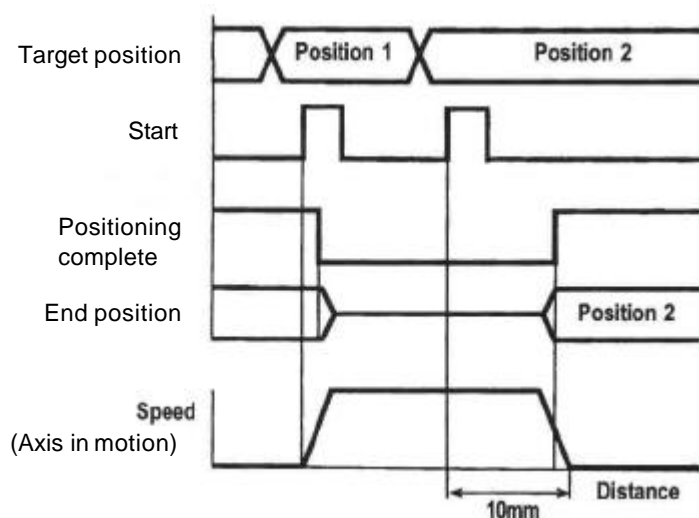 Target position
Position 1
Position 2
Start
Positioning
complete
End position
Position 2
Speed
(Axis in motion)
10mm
Distance